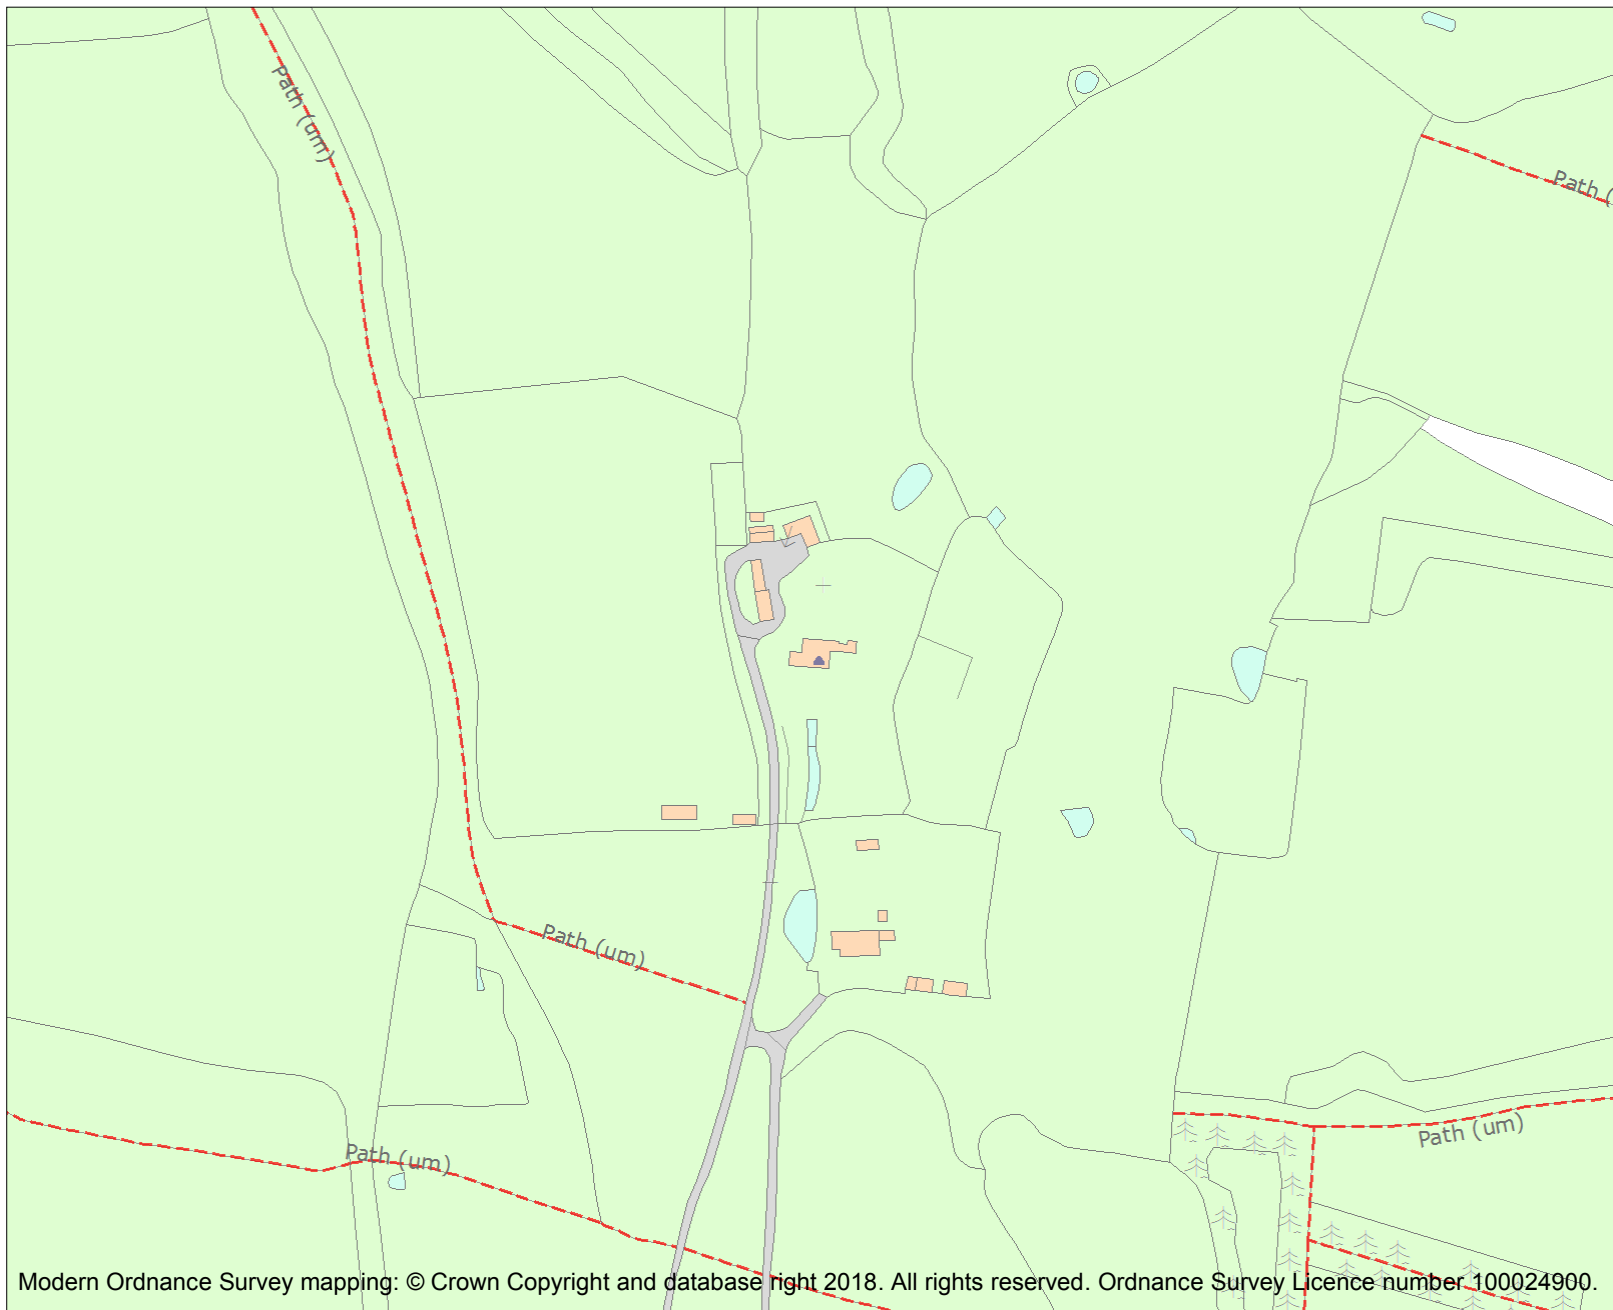 Path (um)
Path (
Path (um)
Path (um)
Path (um)
Modern Ordnance Survey mapping: © Crown Copyright and database right 2018. All rights reserved. Ordnance Survey Licence number 100024900.